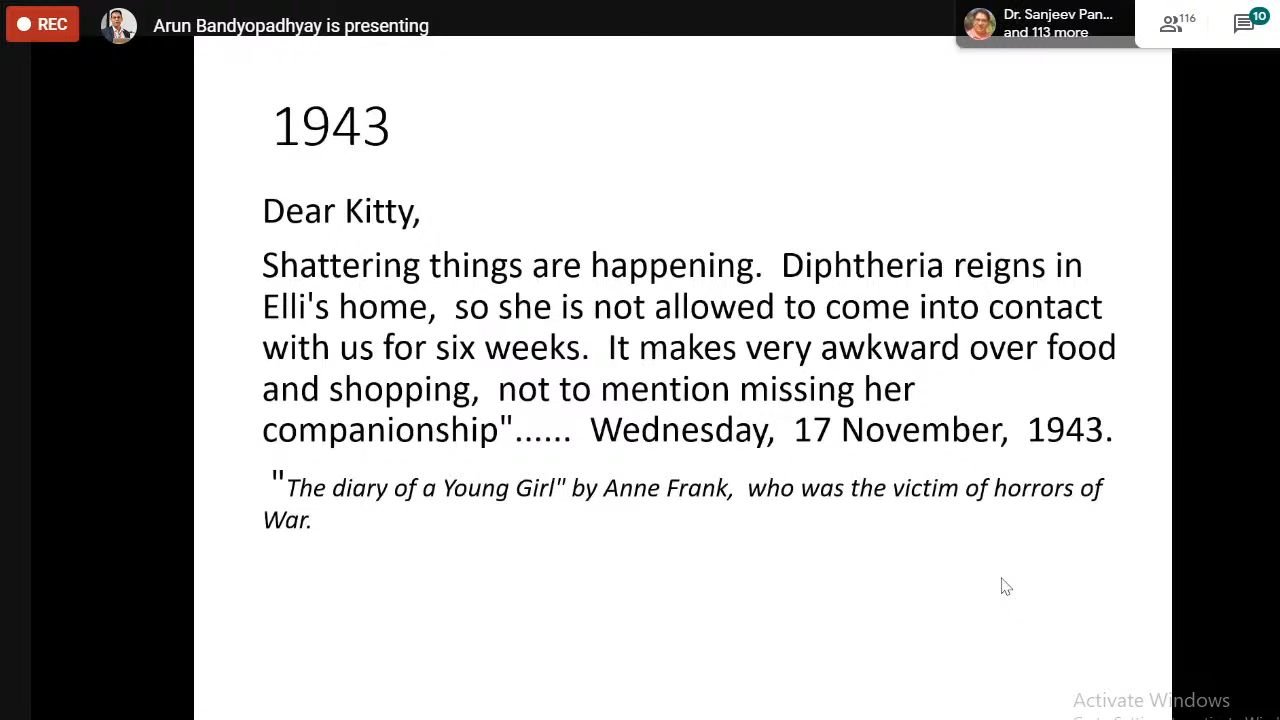 REC
Arun Bandyopadhyay is presenting
Dr. Sanjeev Pan...
and 113 more
116
10
1943
Dear Kitty,
Shattering things are happening.  Diphtheria reigns in
Elli's home,  so she is not allowed to come into contact
with us for six weeks.  It makes very awkward over food
and shopping,  not to mention missing her
companionship"......  Wednesday,  17 November,  1943.
"The diary of a Young Girl" by Anne Frank,  who was the victim of horrors of
War.
Activate Windows